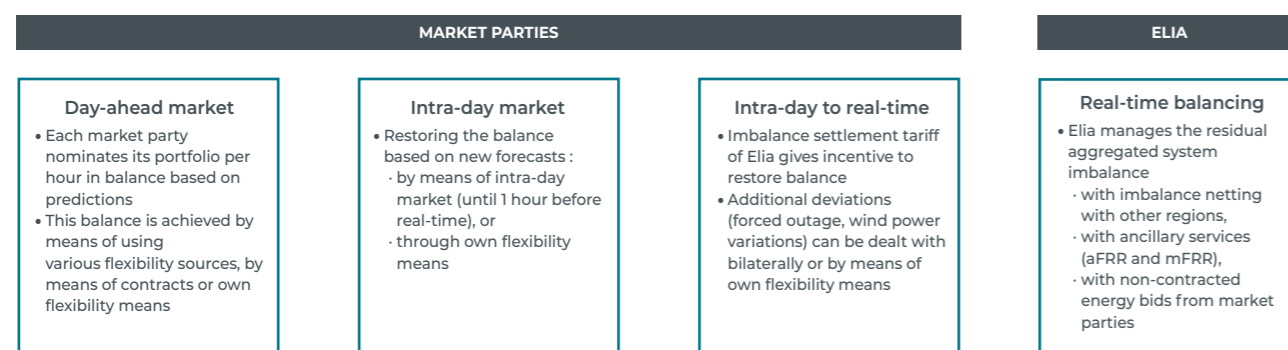 MARKET PARTIES
ELIA
Day-ahead market
• Each market party
nominates its portfolio per
hour in balance based on
predictions
• This balance is achieved by
means of using
various flexibility sources, by
means of contracts or own
flexibility means
Intra-day market
• Restoring the balance
based on new forecasts :
· by means of intra-day
market (until 1 hour before
real-time), or
· through own flexibility
means
Intra-day to real-time
• Imbalance settlement tariff
of Elia gives incentive to
restore balance
• Additional deviations
(forced outage, wind power
variations) can be dealt with
bilaterally or by means of
own flexibility means
Real-time balancing
• Elia manages the residual
aggregated system
imbalance
· with imbalance netting
with other regions,
· with ancillary services
(aFRR and mFRR),
· with non-contracted
energy bids from market
parties